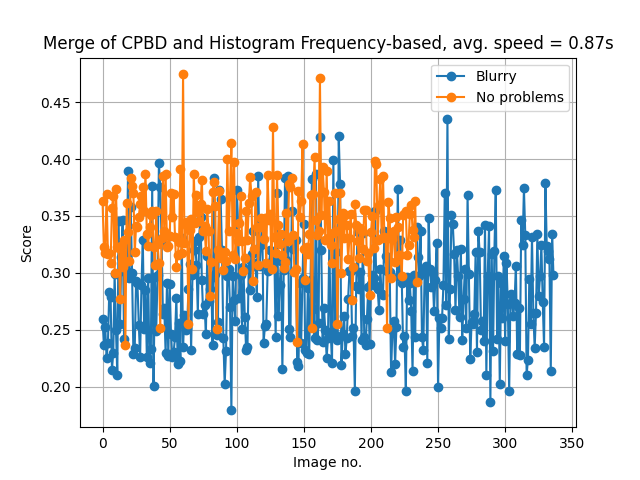 Merge of CPBD and Histogram Frequency-based, avg. speed = 0.87s
Blurry
No problems
0.45
0.40
0.35
0.30
0.25
0.20
Score
0
50
100
150
200
250
300
350
Image no.